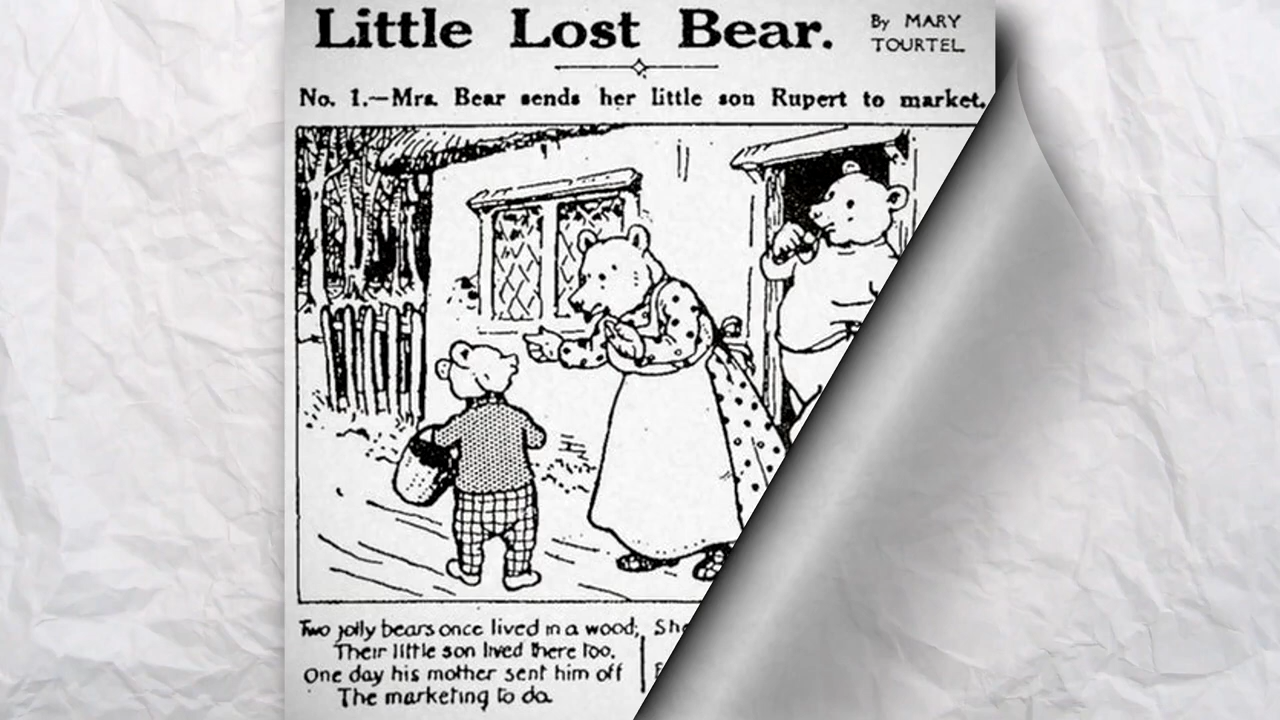 Little Lost Bear.
By MARY
TOURTEL
No. 1.—Mrs. Bear sends her little son Rupert to market.
Two jolly bears once lived in a wood;
Their little son lived there too.
One day his mother sent him off
The marketing to do.